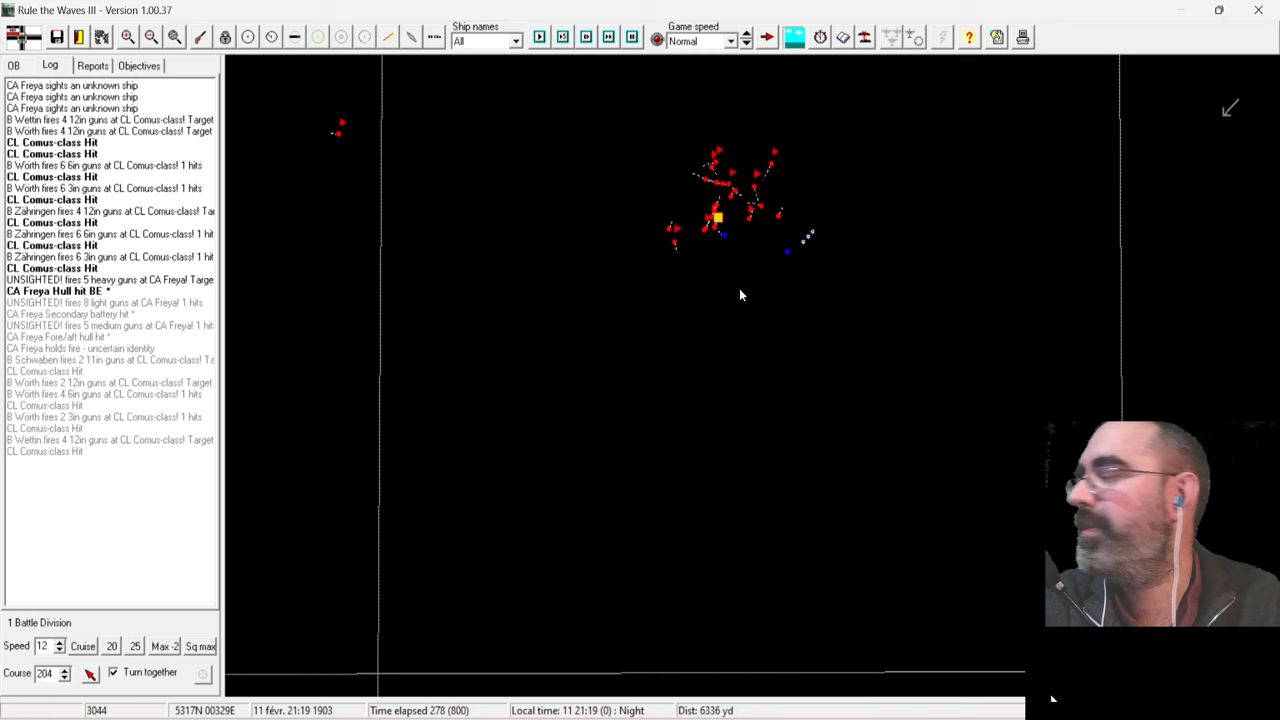 Rule the Waves III - Version 1.00.37
Ship names
All
Game speed
Normal
OB Log Reports Objectives
CA Freya sights an unknown ship
CA Freya sights an unknown ship
CA Freya sights an unknown ship
B Wettin fires 4 12in guns at CL Comus-class! Target
B Wörth fires 4 12in guns at CL Comus-class! Target
CL Comus-class Hit
CL Comus-class Hit
B Wörth fires 6 6in guns at CL Comus-class! 1 hits
CL Comus-class Hit
B Wörth fires 6 3in guns at CL Comus-class! 1 hits
CL Comus-class Hit
B Zähringen fires 4 12in guns at CL Comus-class! Ta
CL Comus-class Hit
B Zähringen fires 6 6in guns at CL Comus-class! 1 hit
CL Comus-class Hit
B Zähringen fires 6 3in guns at CL Comus-class! 1 hit
CL Comus-class Hit
UNSIGHTED! fires 5 heavy guns at CA Freya! Targe
CA Freya Hull hit BE *
UNSIGHTED! fires 8 light guns at CA Freya! 1 hits
CA Freya Secondary battery hit *
UNSIGHTED! fires 5 medium guns at CA Freya! 1 hit
CA Freya Fore/aft hull hit *
CA Freya holds fire - uncertain identity
B Schwaben fires 2 11in guns at CL Comus-class! Ta
CL Comus-class Hit
B Wörth fires 2 12in guns at CL Comus-class! Target
B Wörth fires 4 6in guns at CL Comus-class! 1 hits
CL Comus-class Hit
B Wörth fires 2 3in guns at CL Comus-class! 1 hits
CL Comus-class Hit
B Wettin fires 4 12in guns at CL Comus-class! Target
CL Comus-class Hit
1 Battle Division
Speed 12 Cruise 20 25 Max -2 Sq max
Course 204 Turn together
3044 5317N 00329E 11 févr. 21:19 1903 Time elapsed 278 (800) Local time: 11 21:19 (0) : Night Dist: 6336 yd